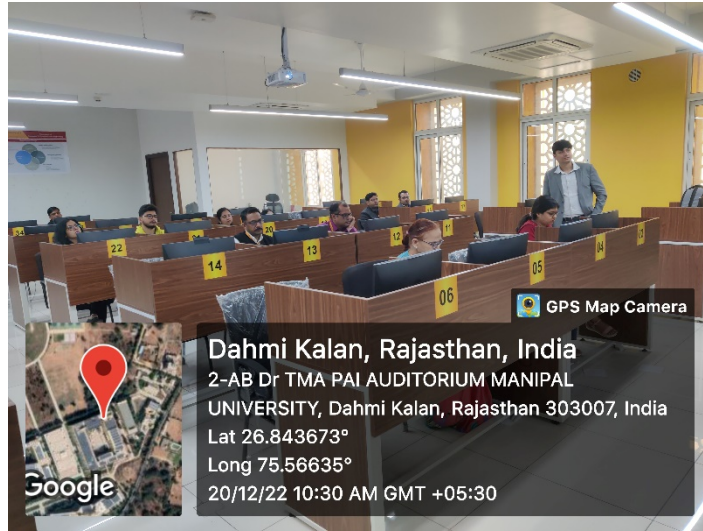 22
14
20
13
12
11
06
05
04
GPS Map Camera
Dahmi Kalan, Rajasthan, India
2-AB Dr TMA PAI AUDITORIUM MANIPAL
UNIVERSITY, Dahmi Kalan, Rajasthan 303007, India
Lat 26.843673°
Long 75.56635°
20/12/22 10:30 AM GMT +05:30
Google